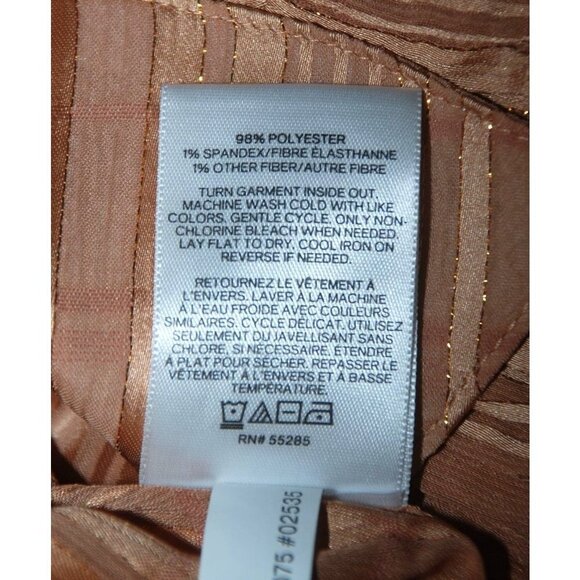 98% POLYESTER
1% SPANDEX/FIBRE ÉLASTHANNE
1% OTHER FIBER/AUTRE FIBRE
TURN GARMENT INSIDE OUT.
MACHINE WASH COLD WITH LIKE
COLORS. GENTLE CYCLE. ONLY NON-
CHLORINE BLEACH WHEN NEEDED.
LAY FLAT TO DRY. COOL IRON ON
REVERSE IF NEEDED.
RETOURNEZ LE VÊTEMENT À
L'ENVERS. LAVER À LA MACHINE
À L'EAU FROIDE AVEC COULEURS
SIMILAIRES. CYCLE DÉLICAT. UTILISEZ
SEULEMENT DU JAVELLISANT SANS
CHLORE, SI NÉCESSAIRE. ÉTENDRE
À PLAT POUR SÉCHER. REPASSER LE
VÊTEMENT À L'ENVERS ET À BASSE
TEMPÉRATURE
RN# 55285
975 #02535